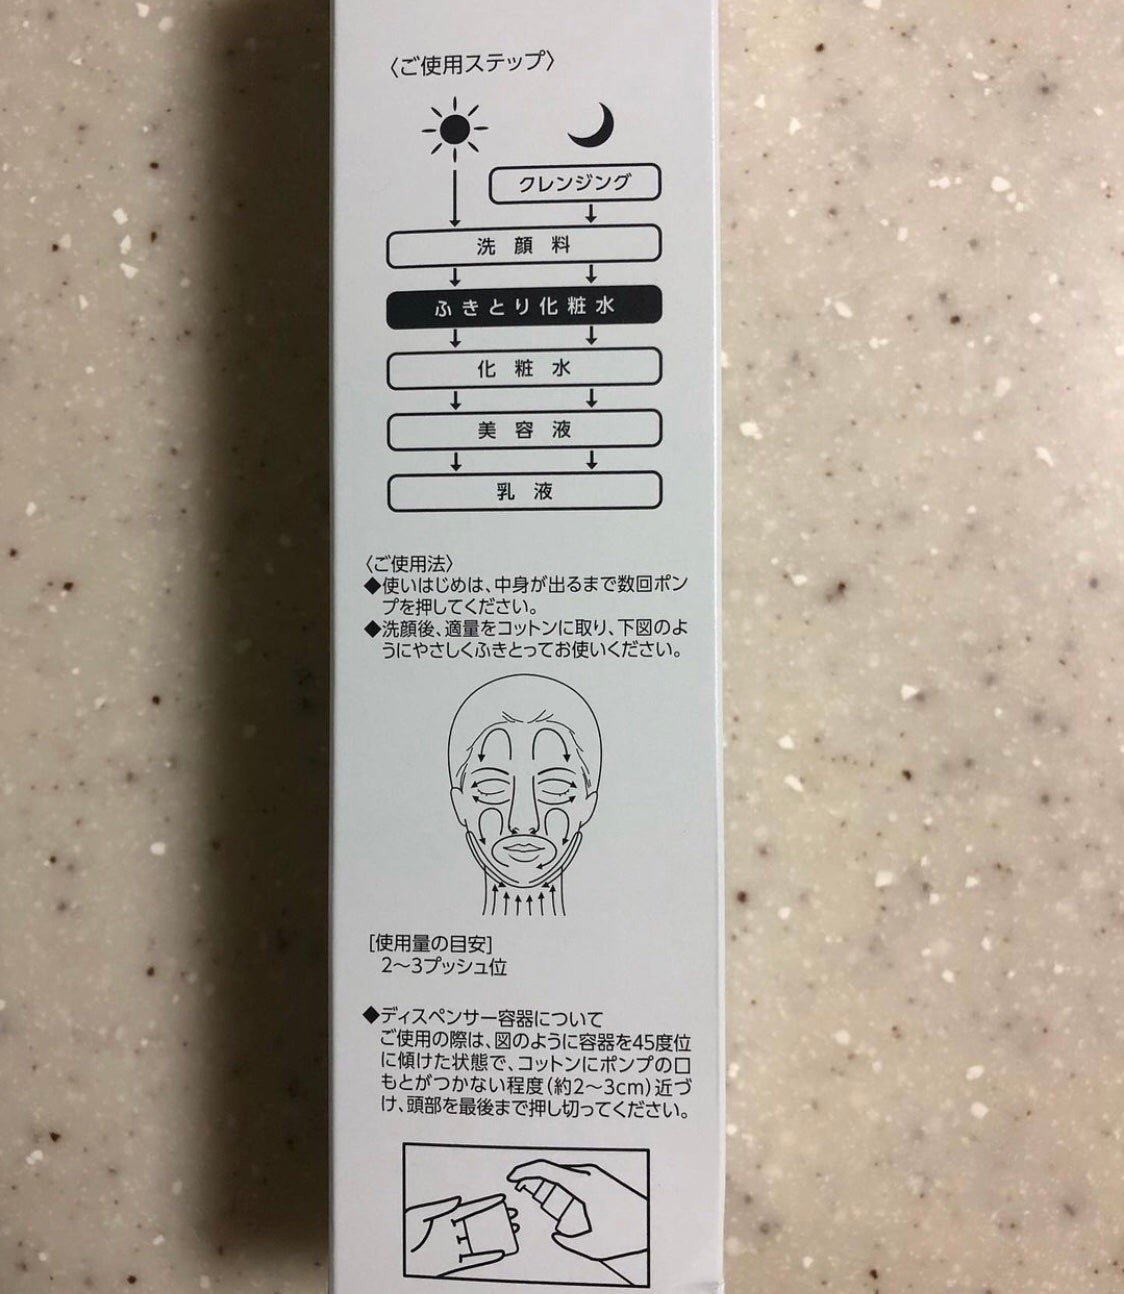 〈ご使用ステップ〉
クレンジング
洗顔料
ふきとり化粧水
化粧水
美容液
乳液
〈ご使用法〉
◆使いはじめは、中身が出るまで数回ポン
プを押してください。
◆洗顔後、適量をコットンに取り、下図のよ
うにやさしくふきとってお使いください。
[使用量の目安]
2〜3プッシュ位
◆ディスペンサー容器について
ご使用の際は、図のように容器を45度位
に傾けた状態で、コットンにポンプの口
もとがつかない程度(約2〜3cm)近づ
け、頭部を最後まで押し切ってください。